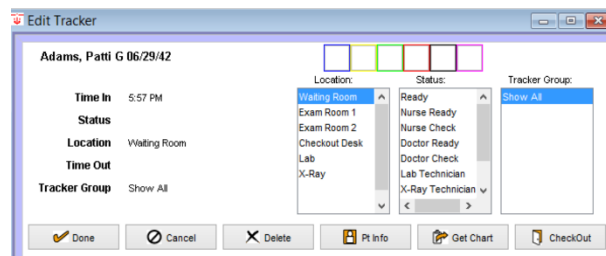 Edit Tracker
Adams, Patti G 06/29/42
Time In 5:57 PM
Status
Location Waiting Room
Time Out
Tracker Group Show All
Location:
Waiting Room
Exam Room 1
Exam Room 2
Checkout Desk
Lab
X-Ray
Status:
Ready
Nurse Ready
Nurse Check
Doctor Ready
Doctor Check
Lab Technician
X-Ray Technician
Tracker Group:
Show All
Done
Cancel
Delete
Pt Info
Get Chart
CheckOut